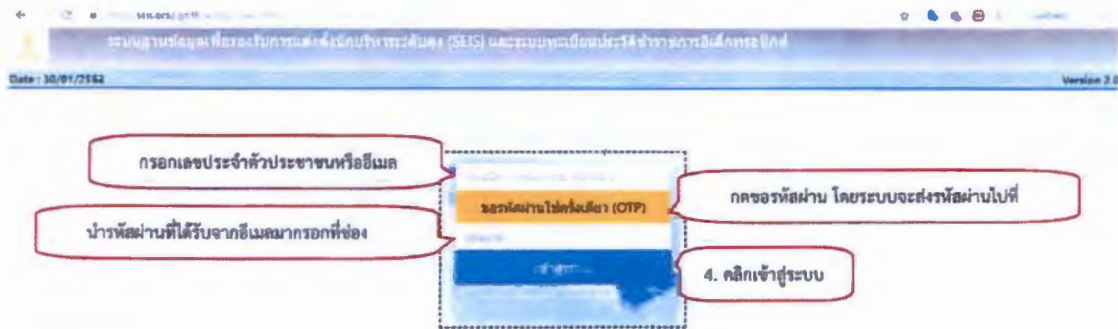 ระบบฐานข้อมูลเพื่อรองรับการแต่งตั้งนักบริหารระดับสูง (SEIS) และระบบทะเบียนประวัติข้าราชการอิเล็กทรอนิกส์
Date : 30/01/2562
Version 2.0
กรอกเลขประจำตัวประชาชนหรืออีเมล
ขอรหัสผ่านใช้ครั้งเดียว (OTP)
กดขอรหัสผ่าน โดยระบบจะส่งรหัสผ่านไปที่
นำรหัสผ่านที่ได้รับจากอีเมลมากรอกที่ช่อง
เข้าสู่ระบบ
4. คลิกเข้าสู่ระบบ